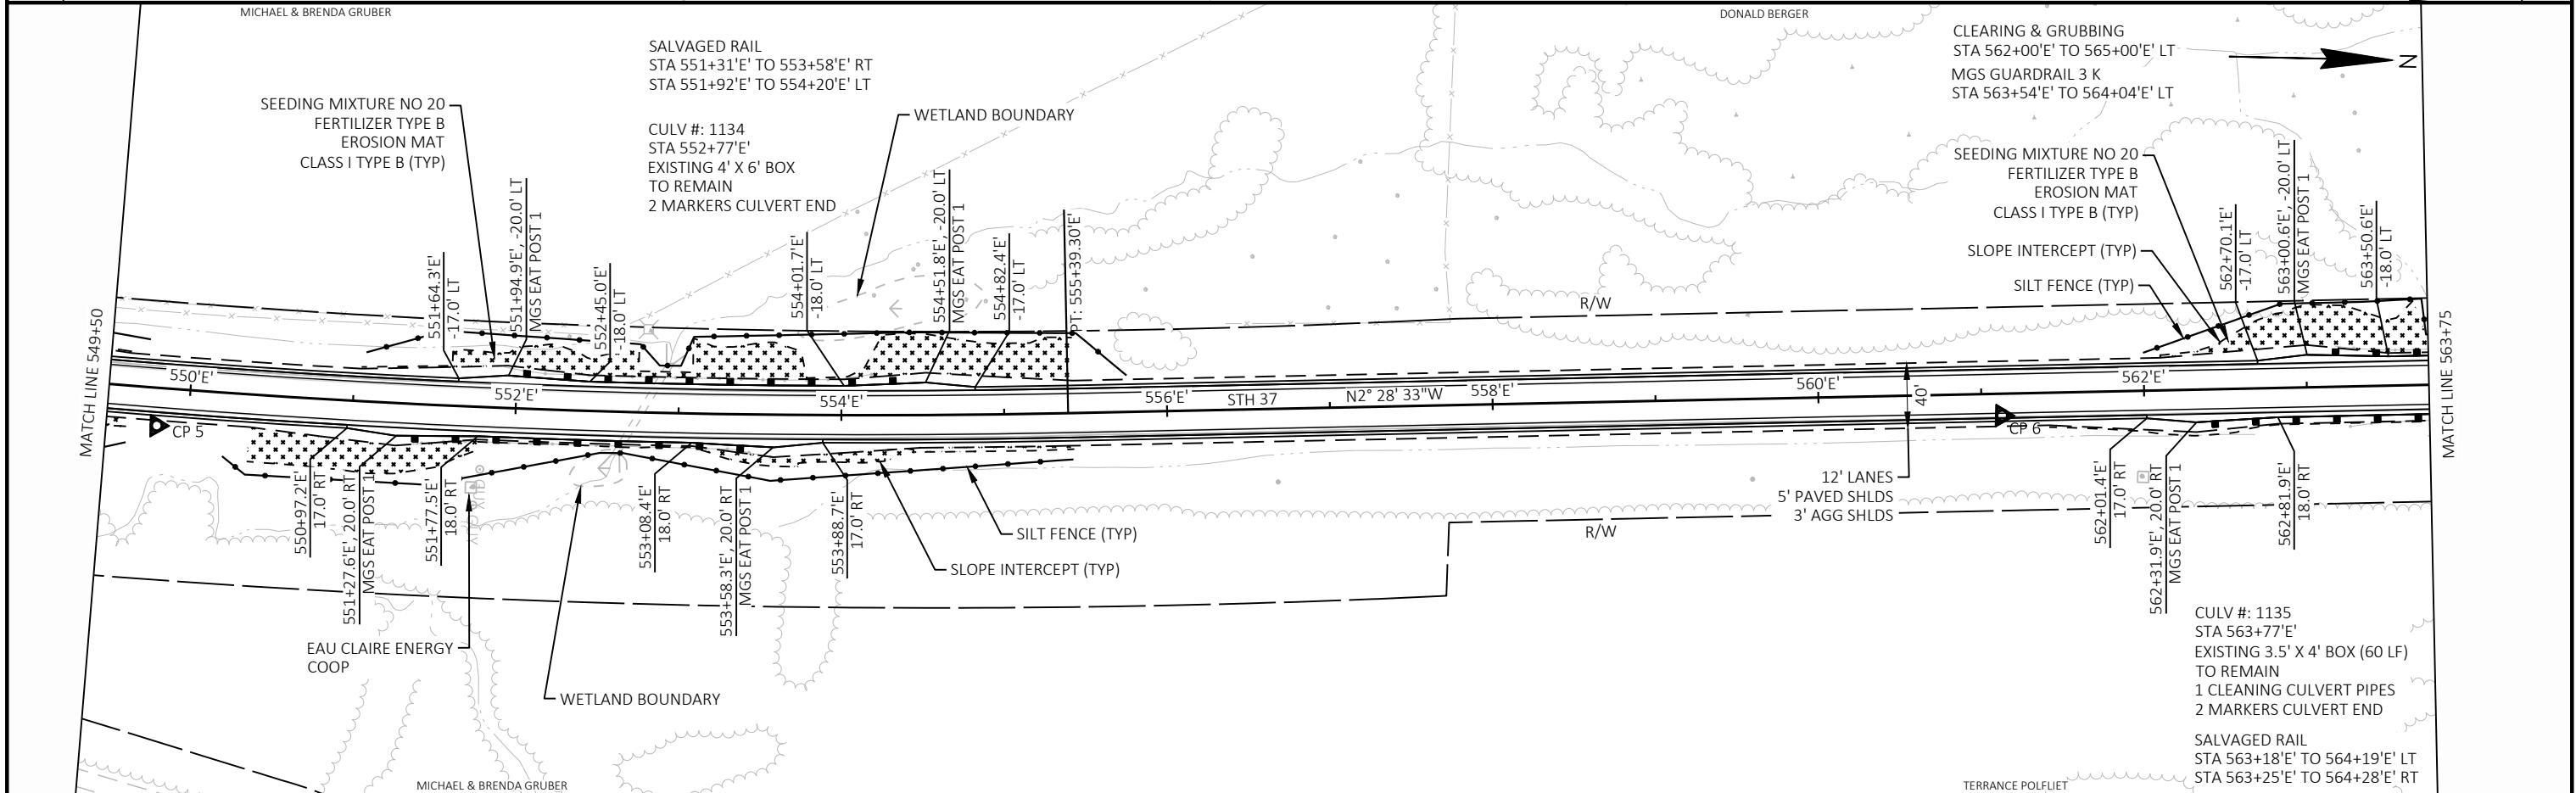 MICHAEL & BRENDA GRUBER
DONALD BERGER
SALVAGED RAIL
STA 551+31'E' TO 553+58'E' RT
STA 551+92'E' TO 554+20'E' LT
CULV #: 1134
STA 552+77'E'
EXISTING 4' X 6' BOX
TO REMAIN
2 MARKERS CULVERT END
CLEARING & GRUBBING
STA 562+00'E' TO 565+00'E' LT
MGS GUARDRAIL 3 K
STA 563+54'E' TO 564+04'E' LT
N
SEEDING MIXTURE NO 20
FERTILIZER TYPE B
EROSION MAT
CLASS I TYPE B (TYP)
WETLAND BOUNDARY
SEEDING MIXTURE NO 20
FERTILIZER TYPE B
EROSION MAT
CLASS I TYPE B (TYP)
SLOPE INTERCEPT (TYP)
SILT FENCE (TYP)
551+64.3'E'
-17.0' LT
551+94.9'E', -20.0' LT
MGS EAT POST 1
552+45.0'E'
-18.0' LT
554+01.7'E'
-18.0' LT
554+51.8'E', -20.0' LT
MGS EAT POST 1
554+82.4'E'
-17.0' LT
PT: 555+39.30'E'
562+70.1'E'
-17.0' LT
563+00.6'E', -20.0' LT
MGS EAT POST 1
563+50.6'E'
-18.0' LT
R/W
MATCH LINE 549+50
550'E'
552'E'
554'E'
556'E'
STH 37
N2° 28' 33"W
558'E'
560'E'
562'E'
40'
MATCH LINE 563+75
CP 5
CP 6
550+97.2'E'
17.0' RT
551+27.6'E', 20.0' RT
MGS EAT POST 1
551+77.5'E'
18.0' RT
553+08.4'E'
18.0' RT
553+58.3'E', 20.0' RT
MGS EAT POST 1
553+88.7'E'
17.0' RT
SILT FENCE (TYP)
SLOPE INTERCEPT (TYP)
12' LANES
5' PAVED SHLDS
3' AGG SHLDS
R/W
562+01.4'E'
17.0' RT
562+31.9'E', 20.0' RT
MGS EAT POST 1
562+81.9'E'
18.0' RT
EAU CLAIRE ENERGY
COOP
WETLAND BOUNDARY
CULV #: 1135
STA 563+77'E'
EXISTING 3.5' X 4' BOX (60 LF)
TO REMAIN
1 CLEANING CULVERT PIPES
2 MARKERS CULVERT END
SALVAGED RAIL
STA 563+18'E' TO 564+19'E' LT
STA 563+25'E' TO 564+28'E' RT
MICHAEL & BRENDA GRUBER
TERRANCE POLFLIET